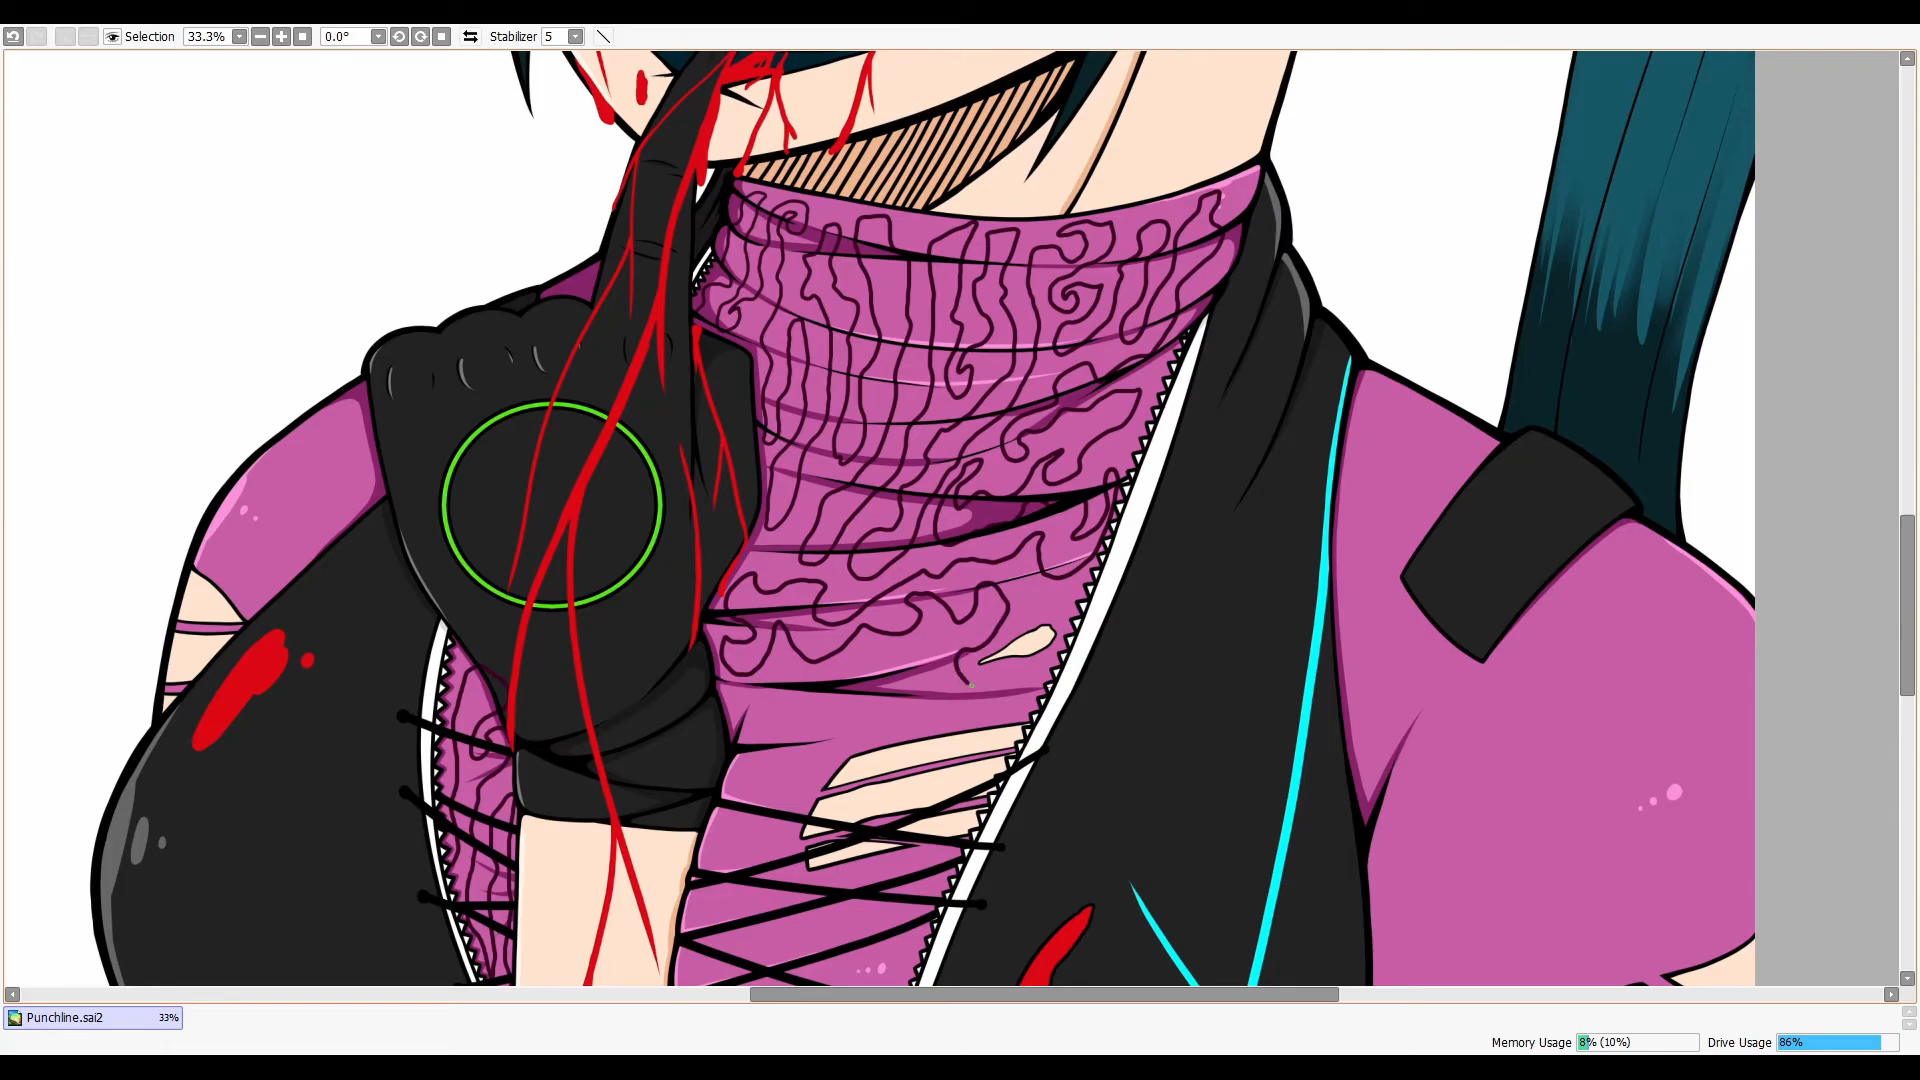 Selection 33.3% 0.0° Stabilizer 5
Punchline.sai2 33%
Memory Usage 8% (10%) Drive Usage 86%